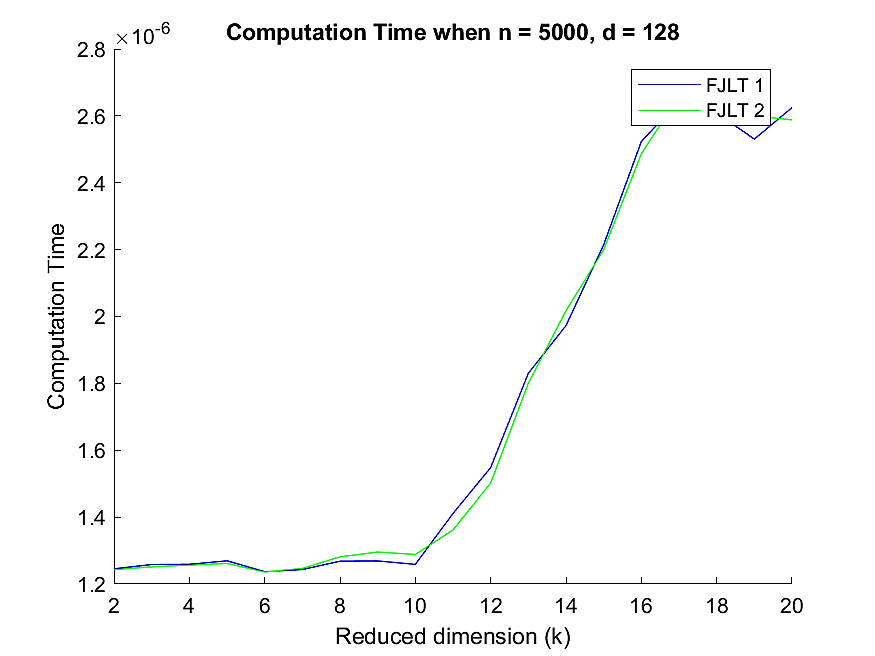 Computation Time when n = 5000, d = 128
×10-6
2.8
2.6
2.4
2.2
2
1.8
1.6
1.4
1.2
Computation Time
FJLT 1
FJLT 2
2 4 6 8 10 12 14 16 18 20
Reduced dimension (k)